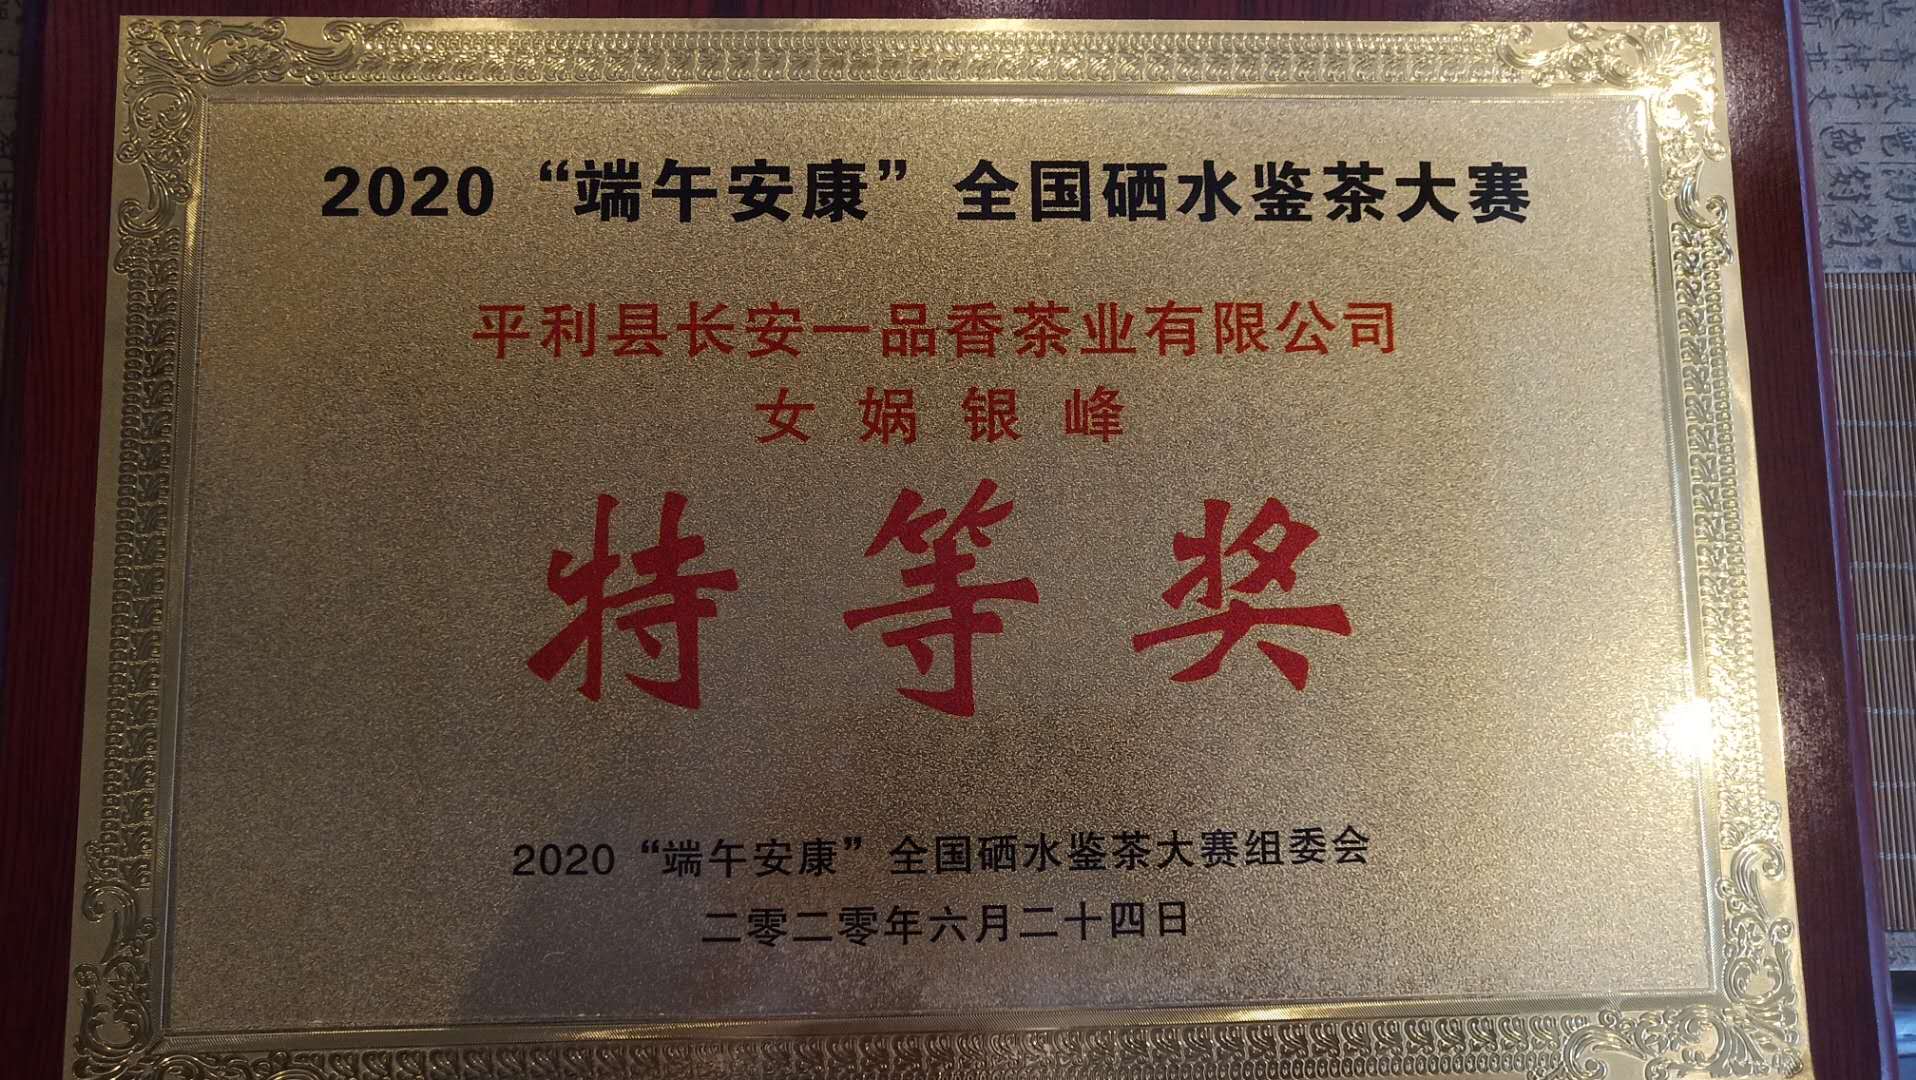 2020“端午安康”全国硒水鉴茶大赛
平利县长安一品香茶业有限公司
女娲银峰
特等奖
2020“端午安康”全国硒水鉴茶大赛组委会
二零二零年六月二十四日